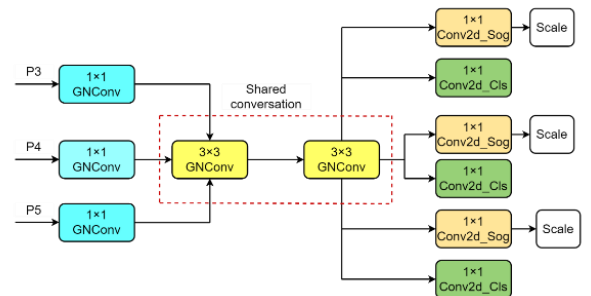 P3
1×1
GNConv
P4
1×1
GNConv
P5
1×1
GNConv
Shared
conversation
3×3
GNConv
3×3
GNConv
1×1
Conv2d_Sog
Scale
1×1
Conv2d_Cls
1×1
Conv2d_Sog
Scale
1×1
Conv2d_Cls
1×1
Conv2d_Sog
Scale
1×1
Conv2d_Cls